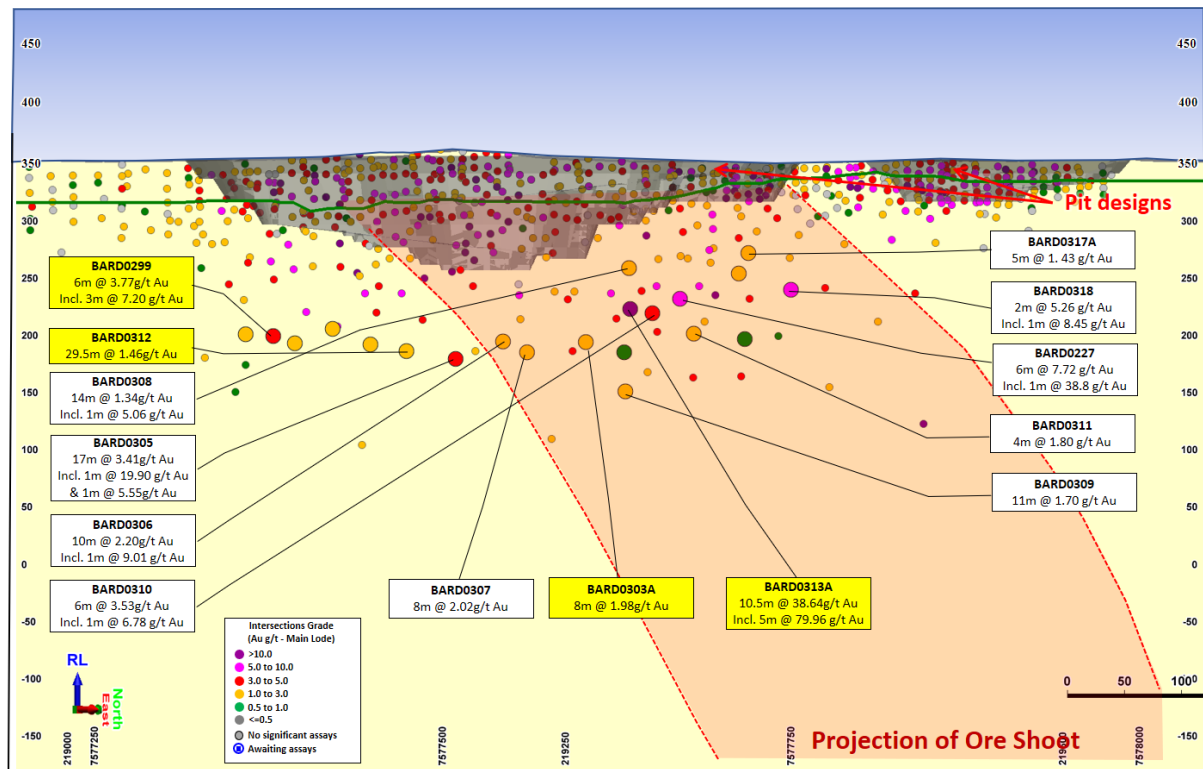 450
400
350
300
250
200
150
100
50
0
-50
-100
-150
450
400
350
300
250
200
150
100
50
0
-50
-100
-150
Pit designs
BARD0299
6m @ 3.77g/t Au
Incl. 3m @ 7.20 g/t Au
BARD0312
29.5m @ 1.46g/t Au
BARD0308
14m @ 1.34g/t Au
Incl. 1m @ 5.06 g/t Au
BARD0305
17m @ 3.41g/t Au
Incl. 1m @ 19.90 g/t Au
& 1m @ 5.55g/t Au
BARD0306
10m @ 2.20g/t Au
Incl. 1m @ 9.01 g/t Au
BARD0310
6m @ 3.53g/t Au
Incl. 1m @ 6.78 g/t Au
BARD0307
8m @ 2.02g/t Au
BARD0303A
8m @ 1.98g/t Au
BARD0313A
10.5m @ 38.64g/t Au
Incl. 5m @ 79.96 g/t Au
BARD0317A
5m @ 1. 43 g/t Au
BARD0318
2m @ 5.26 g/t Au
Incl. 1m @ 8.45 g/t Au
BARD0227
6m @ 7.72 g/t Au
Incl. 1m @ 38.8 g/t Au
BARD0311
4m @ 1.80 g/t Au
BARD0309
11m @ 1.70 g/t Au
Intersections Grade
(Au g/t - Main Lode)
>10.0
5.0 to 10.0
3.0 to 5.0
1.0 to 3.0
0.5 to 1.0
<=0.5
No significant assays
Awaiting assays
RL
North
East
0 50 100
219000
7577250
7577500
219250
7577750
7578000
Projection of Ore Shoot